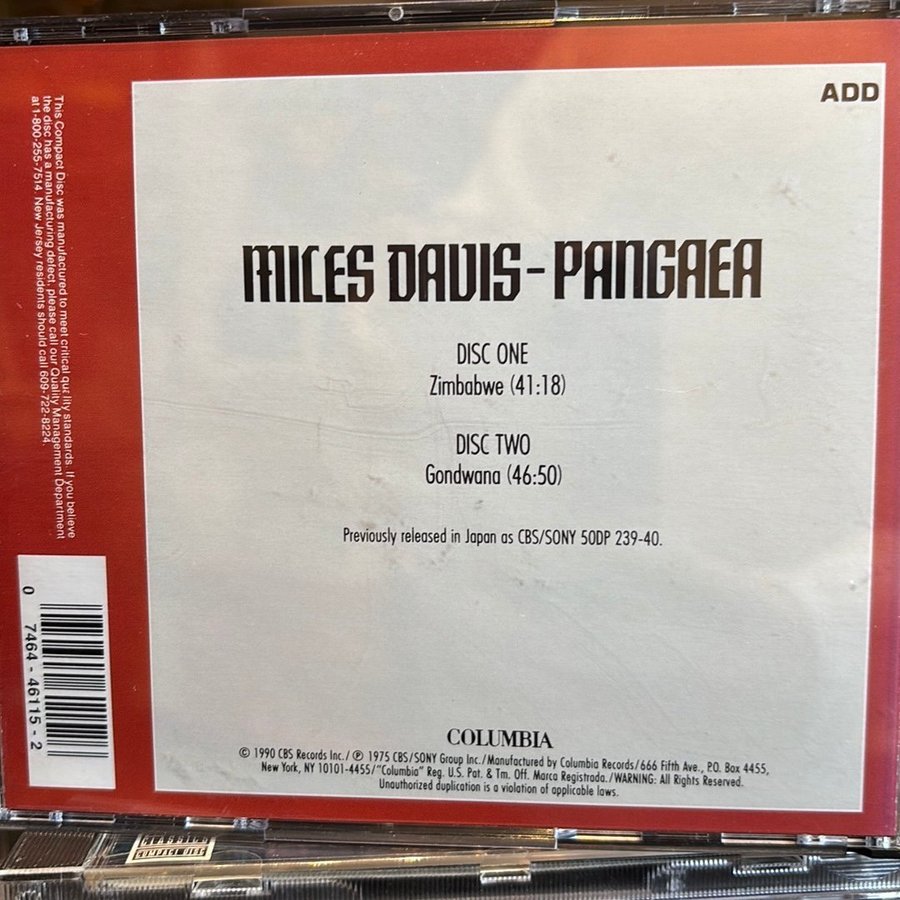 ADD
MILES DAVIS-PANGAEA
DISC ONE
Zimbabwe (41:18)
DISC TWO
Gondwana (46:50)
Previously released in Japan as CBS/SONY 50DP 239-40.
COLUMBIA
© 1990 CBS Records Inc./℗ 1975 CBS/SONY Group Inc./Manufactured by Columbia Records/666 Fifth Ave., P.O. Box 4455,
New York, NY 10101-4455/"Columbia" Reg. U.S. Pat. & Tm. Off. Marca Registrada./WARNING: All Rights Reserved.
Unauthorized duplication is a violation of applicable laws.
This Compact Disc was manufactured to meet critical quality standards. If you believe
the disc has a manufacturing defect, please call our Quality Management Department
at 1-800-255-7514. New Jersey residents should call 609-722-8224.
0 7464-46115-2
CLASSICS